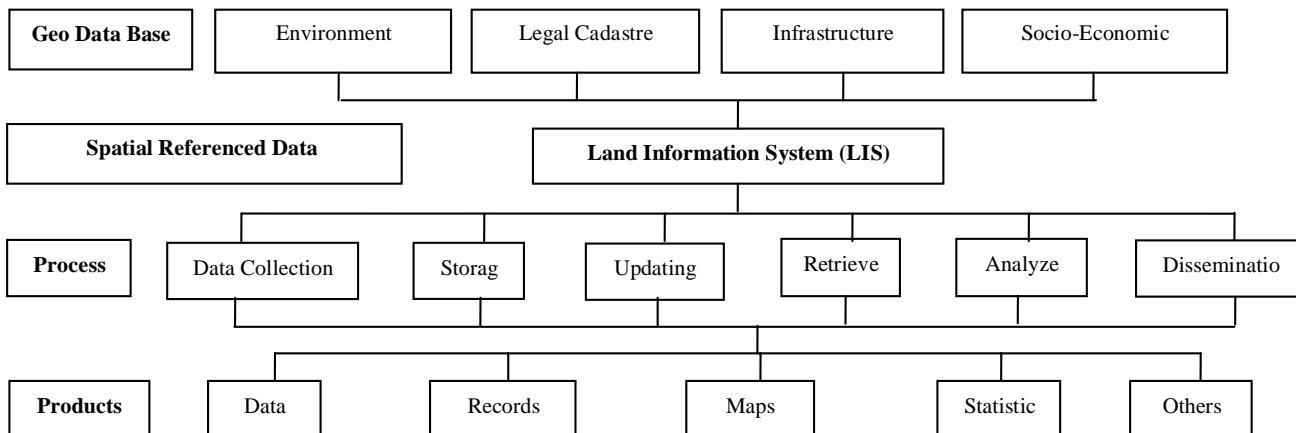 Geo Data Base
Environment
Legal Cadastre
Infrastructure
Socio-Economic
Spatial Referenced Data
Land Information System (LIS)
Process
Data Collection
Storag
Updating
Retrieve
Analyze
Disseminatio
Products
Data
Records
Maps
Statistic
Others